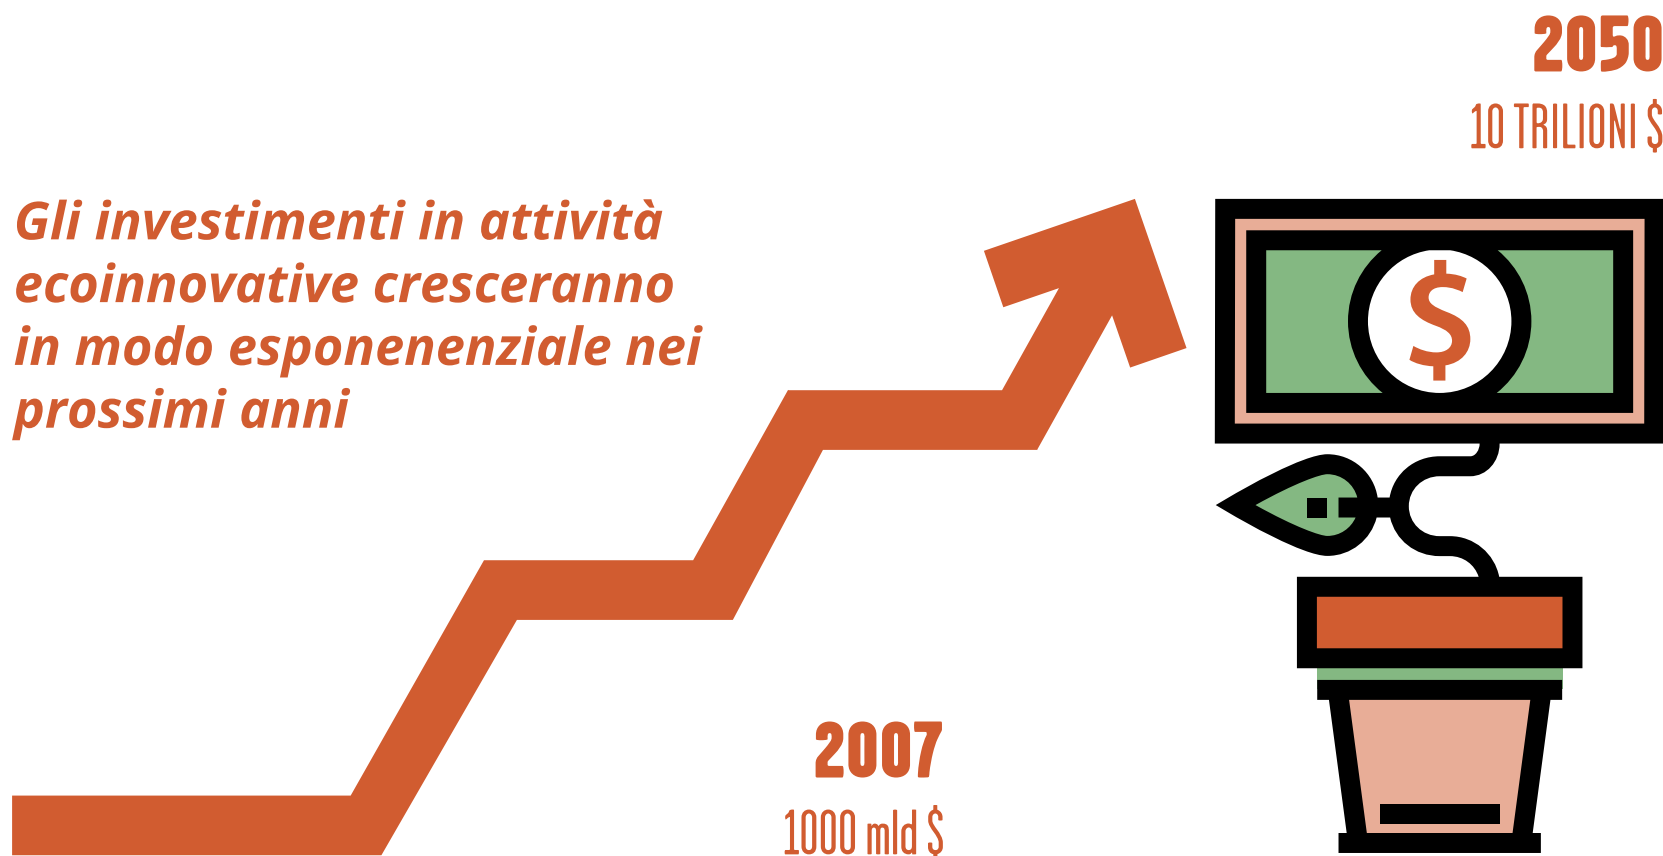 2050
10 TRILIONI $
Gli investimenti in attività
ecoinnovative cresceranno
in modo esponenenziale nei
prossimi anni
$
2007
1000 mld $